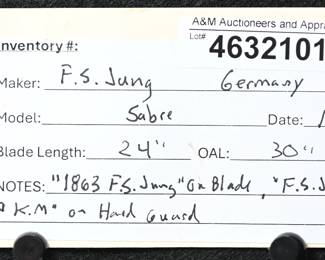 A&M Auctioneers and Appra
Lot#
4632101
Inventory #:
Maker: F.S. Jung Germany
Model: Sabre Date: 1
Blade Length: 24" OAL: 30"
NOTES: "1863 F.S. Jung" on Blade, "F.S. J
K.M" on Hand Guard